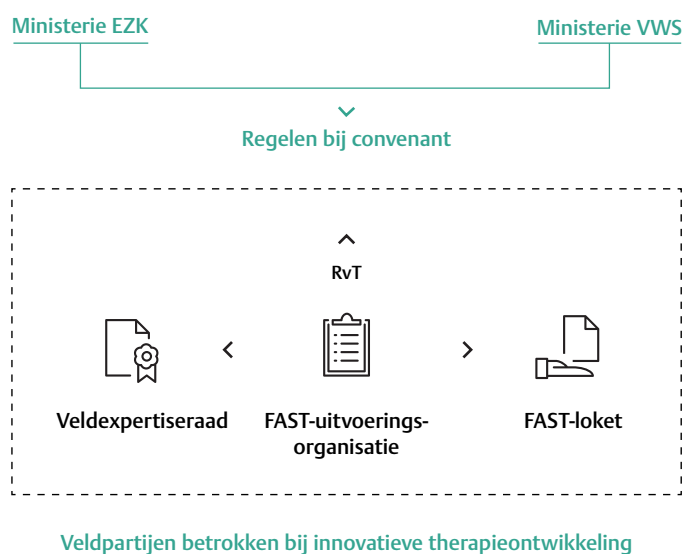 Ministerie EZK
Ministerie VWS
Regelen bij convenant
RvT
Veldexpertiseraad
FAST-uitvoerings-
organisatie
FAST-loket
Veldpartijen betrokken bij innovatieve therapieontwikkeling